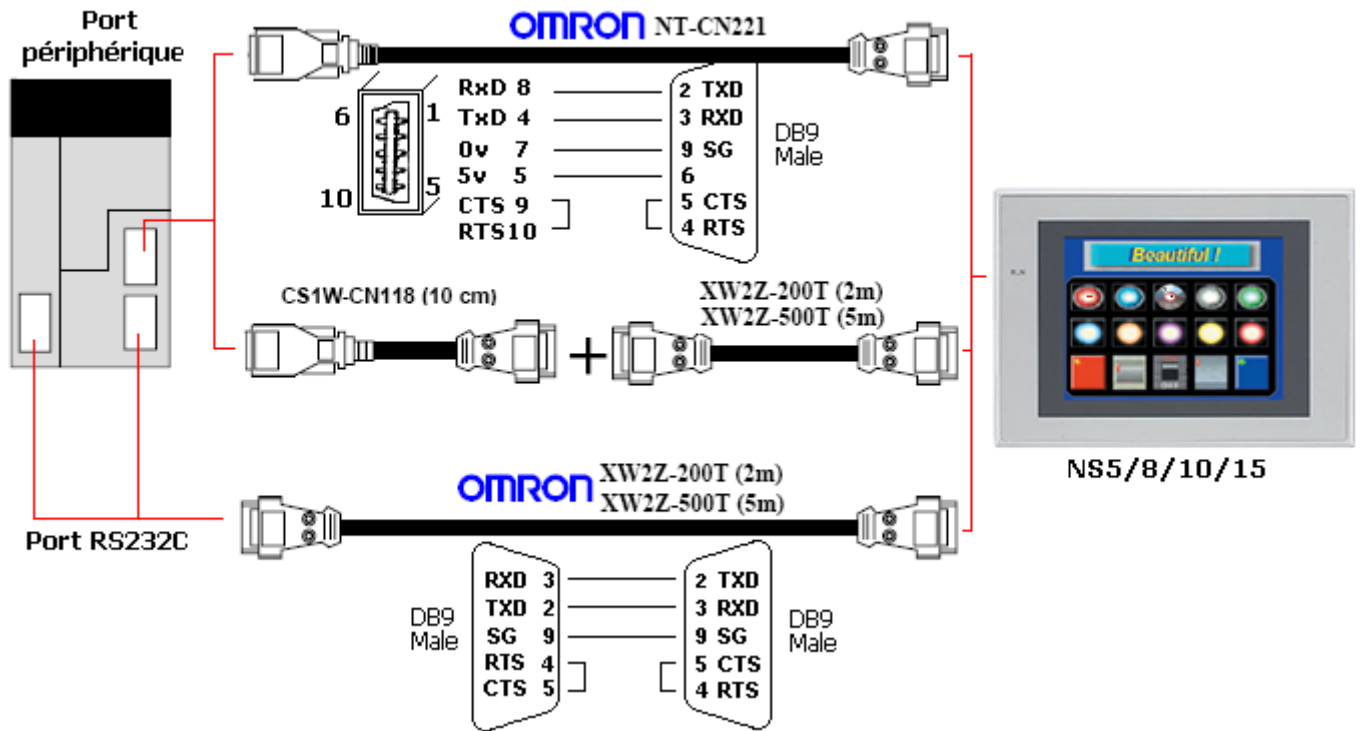 Port
périphérique
OMRON NT-CN221
RxD 8
TxD 4
0v 7
5v 5
CTS 9
RTS10
6
1
10
5
2 TXD
3 RXD
9 SG
6
5 CTS
4 RTS
DB9
Male
CS1W-CN118 (10 cm)
+
XW2Z-200T (2m)
XW2Z-500T (5m)
Beautiful !
NS5/8/10/15
OMRON
XW2Z-200T (2m)
XW2Z-500T (5m)
Port RS232C
DB9
Male
RXD 3
TXD 2
SG 9
RTS 4
CTS 5
2 TXD
3 RXD
9 SG
5 CTS
4 RTS
DB9
Male